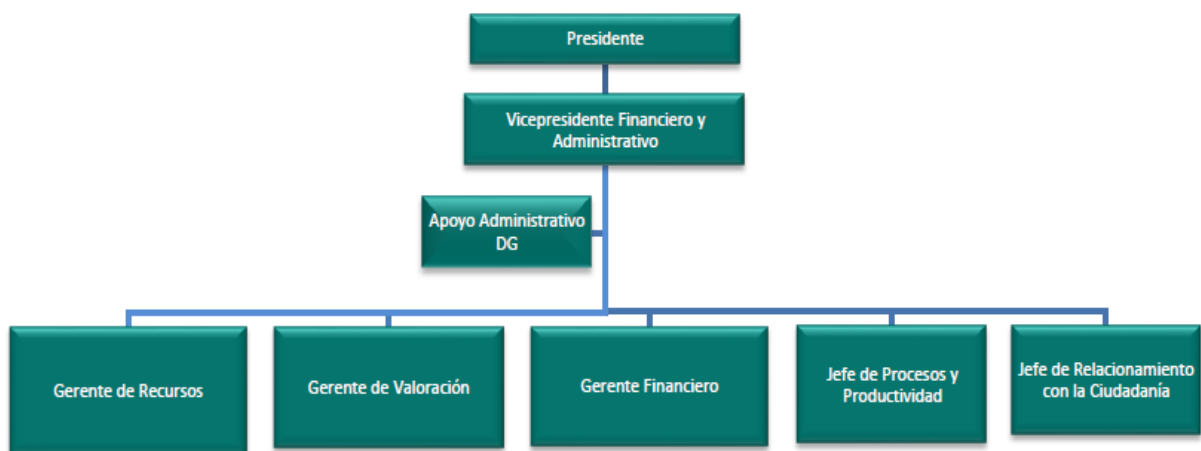 Presidente
Vicepresidente Financiero y
Administrativo
Apoyo Administrativo
DG
Gerente de Recursos
Gerente de Valoración
Gerente Financiero
Jefe de Procesos y
Productividad
Jefe de Relacionamiento
con la Ciudadanía